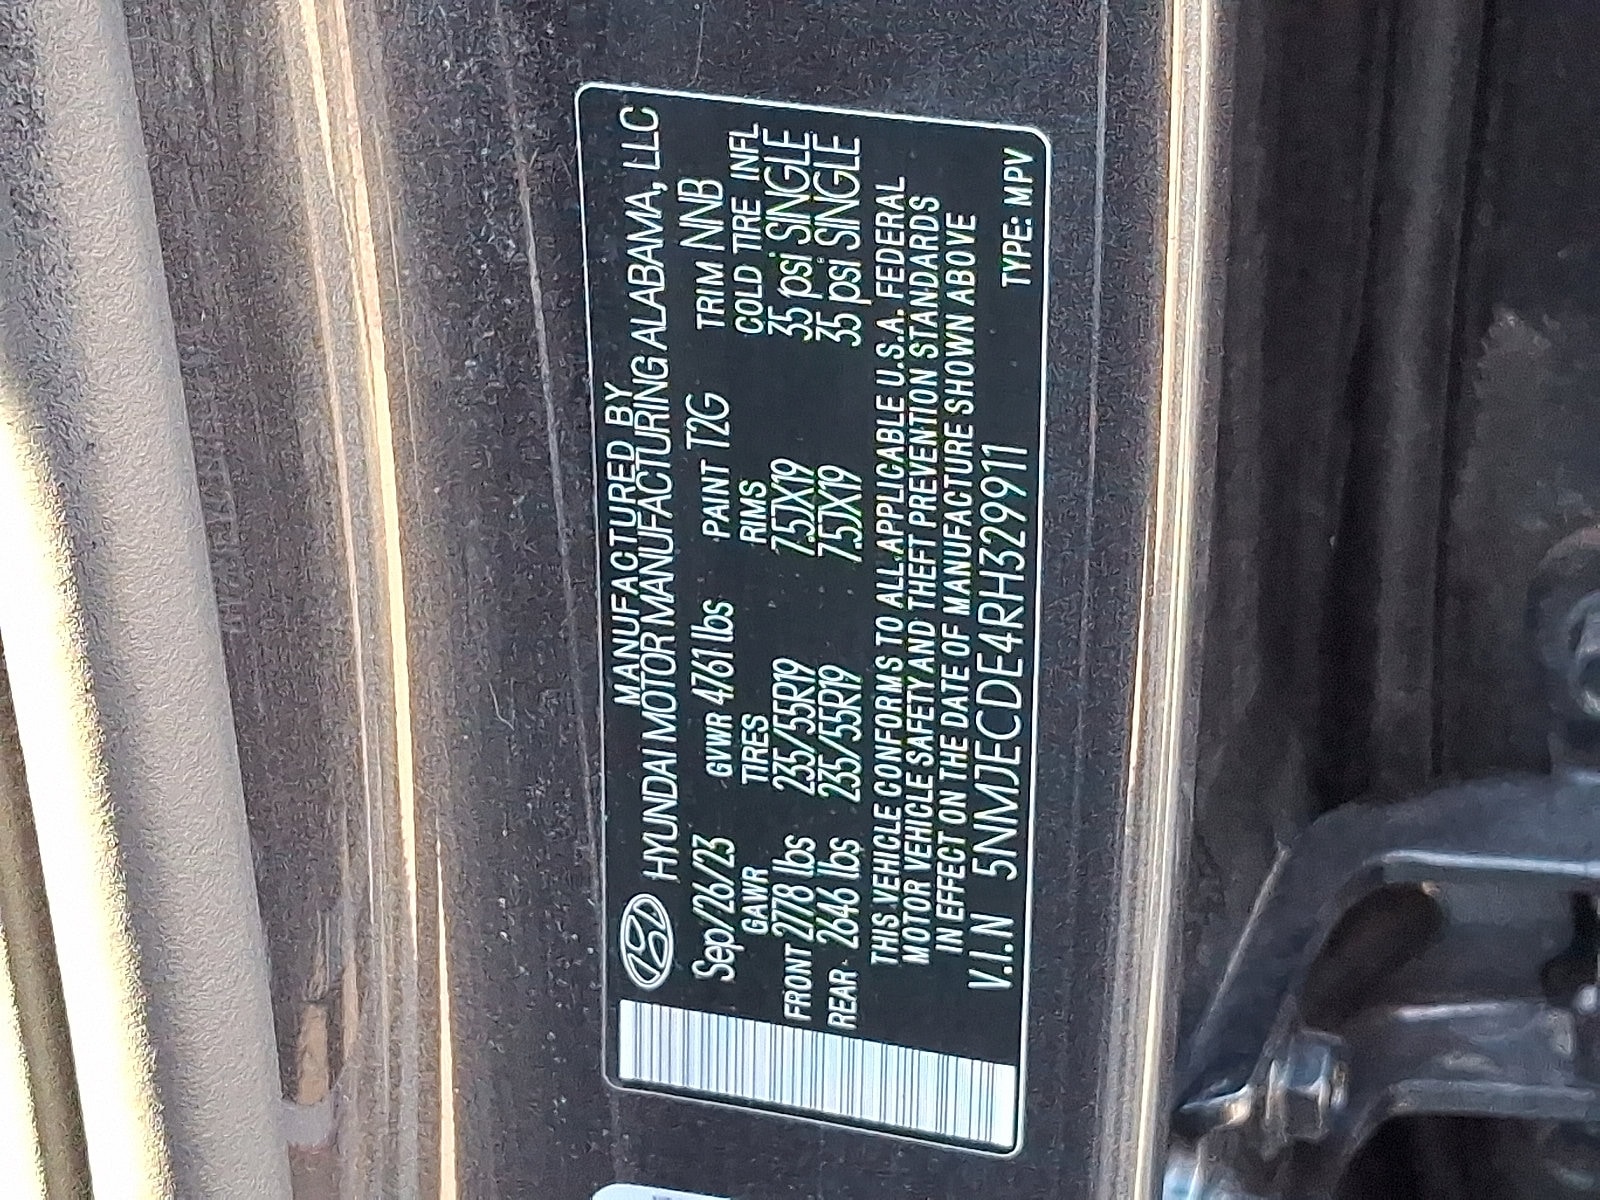 MANUFACTURED BY
HYUNDAI MOTOR MANUFACTURING ALABAMA, LLC
Sep/26/23 GVWR 4761 lbs PAINT T2G TRIM NNB
GAWR TIRES RIMS COLD TIRE INFL
FRONT 2778 lbs 235/55R19 7.5JX19 35 psi SINGLE
REAR 2646 lbs 235/55R19 7.5JX19 35 psi SINGLE
THIS VEHICLE CONFORMS TO ALL APPLICABLE U.S.A. FEDERAL
MOTOR VEHICLE SAFETY AND THEFT PREVENTION STANDARDS
IN EFFECT ON THE DATE OF MANUFACTURE SHOWN ABOVE
V.I.N 5NMJECDE4RH329911 TYPE: MPV